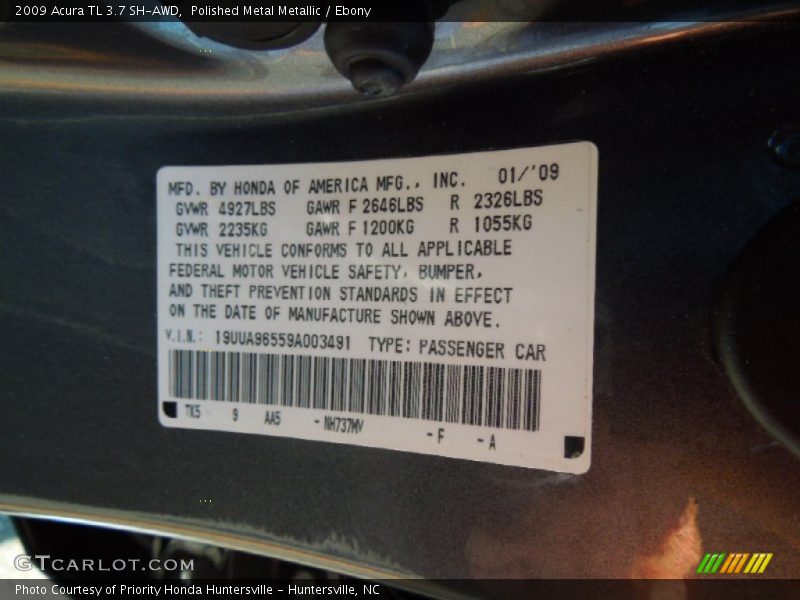 2009 Acura TL 3.7 SH-AWD, Polished Metal Metallic / Ebony
MFD. BY HONDA OF AMERICA MFG., INC. 01/'09
GVWR 4927LBS GAWR F 2646LBS R 2326LBS
GVWR 2235KG GAWR F 1200KG R 1055KG
THIS VEHICLE CONFORMS TO ALL APPLICABLE
FEDERAL MOTOR VEHICLE SAFETY, BUMPER,
AND THEFT PREVENTION STANDARDS IN EFFECT
ON THE DATE OF MANUFACTURE SHOWN ABOVE.
V.I.N.: 19UUA96559A003491 TYPE: PASSENGER CAR
TK5 9 AA5 -NH737MV -F -A
GTCARLOT.COM
Photo Courtesy of Priority Honda Huntersville - Huntersville, NC